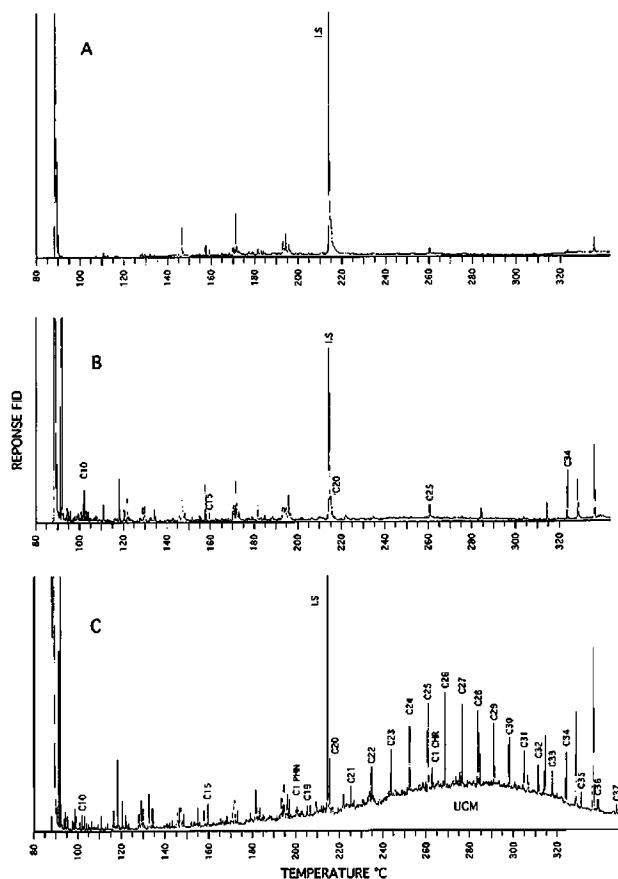 A
I.S
80 100 120 140 160 180 200 220 240 260 280 300 320
B
C10
C15
I.S
C20
C25
C34
80 100 120 140 160 180 200 220 240 260 280 300 320
REPONSE FID
C
C10
C15
C1 PHN
C19
I.S
C20
C21
C22
C23
C24
C25
C1 CHR
C26
C27
C28
C29
C30
C31
C32
C33
C34
C35
C36
C37
UCM
80 100 120 140 160 180 200 220 240 260 280 300 320
TEMPERATURE °C